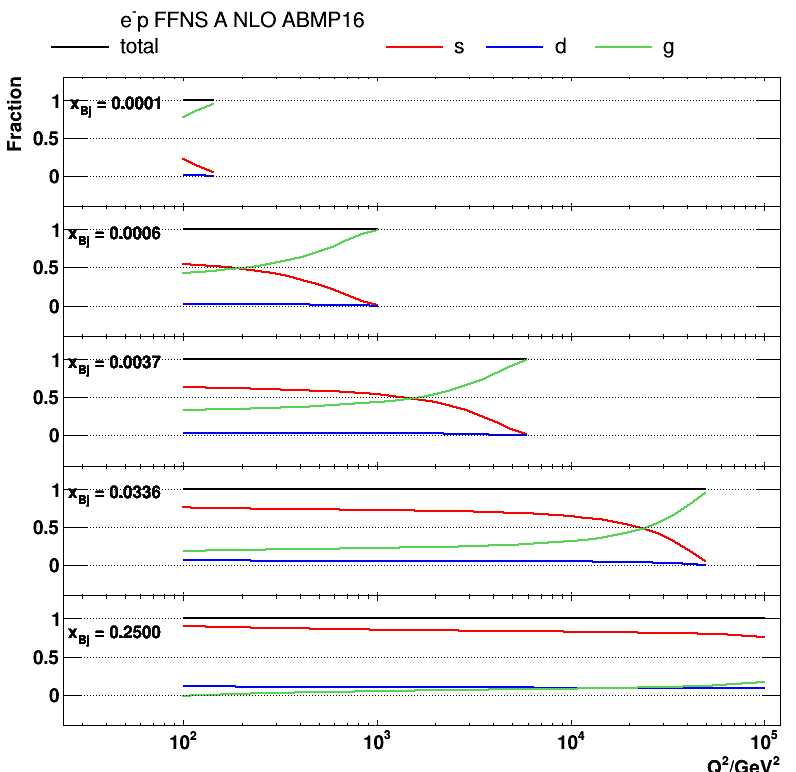 e⁻p FFNS A NLO ABMP16
total s d g
Fraction
1
x_Bj = 0.0001
0.5
0
1
x_Bj = 0.0006
0.5
0
1
x_Bj = 0.0037
0.5
0
1
x_Bj = 0.0336
0.5
0
1
x_Bj = 0.2500
0.5
0
10² 10³ 10⁴ 10⁵
Q²/GeV²